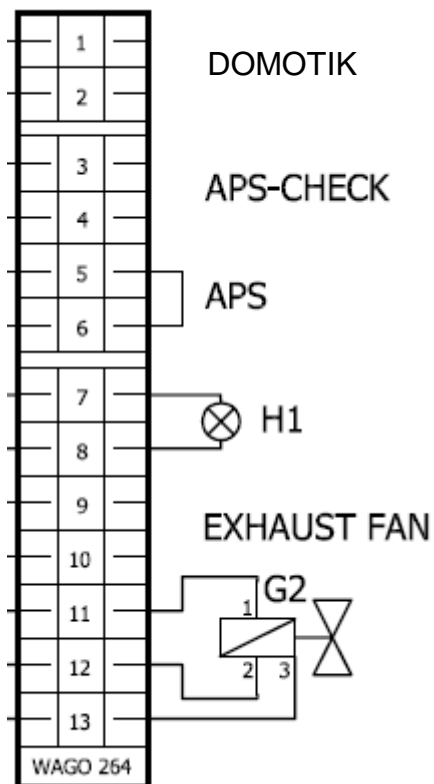 1
DOMOTIK
2
3
APS-CHECK
4
5
APS
6
7
H1
8
9
EXHAUST FAN
10
11
1
G2
12
2 3
13
WAGO 264